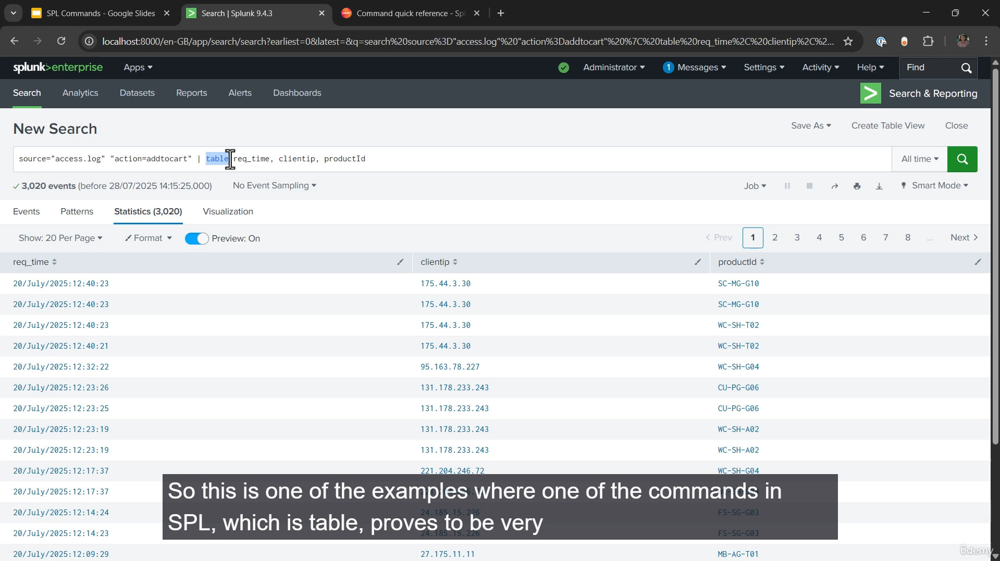 SPL Commands - Google Slides
Search | Splunk 9.4.3
Command quick reference - Spl
localhost:8000/en-GB/app/search/search?earliest=0&latest=&q=search%20source%3D"access.log"%20"action%3Daddtocart"%20%7C%20table%20req_time%2C%20clientip%2C%2...
splunk>enterprise Apps Administrator 1 Messages Settings Activity Help Find
Search Analytics Datasets Reports Alerts Dashboards > Search & Reporting
New Search Save As Create Table View Close
source="access.log" "action=addtocart" | table req_time, clientip, productId All time
3,020 events (before 28/07/2025 14:15:25.000) No Event Sampling Job Smart Mode
Events Patterns Statistics (3,020) Visualization
Show: 20 Per Page Format Preview: On < Prev 1 2 3 4 5 6 7 8 ... Next >
req_time clientip productId
20/July/2025:12:40:23 175.44.3.30 SC-MG-G10
20/July/2025:12:40:23 175.44.3.30 SC-MG-G10
20/July/2025:12:40:23 175.44.3.30 WC-SH-T02
20/July/2025:12:40:21 175.44.3.30 WC-SH-T02
20/July/2025:12:32:22 95.163.78.227 WC-SH-G04
20/July/2025:12:23:26 131.178.233.243 CU-PG-G06
20/July/2025:12:23:25 131.178.233.243 CU-PG-G06
20/July/2025:12:23:19 131.178.233.243 WC-SH-A02
20/July/2025:12:23:19 131.178.233.243 WC-SH-A02
20/July/2025:12:17:37 221.204.246.72 WC-SH-G04
20/July/2025:12:17:37
20/July/2025:12:14:24 24.185.15.226 FS-SG-G03
20/July/2025:12:14:23 24.185.15.226 FS-SG-G03
20/July/2025:12:09:29 27.175.11.11 MB-AG-T01
So this is one of the examples where one of the commands in
SPL, which is table, proves to be very
ûdemy